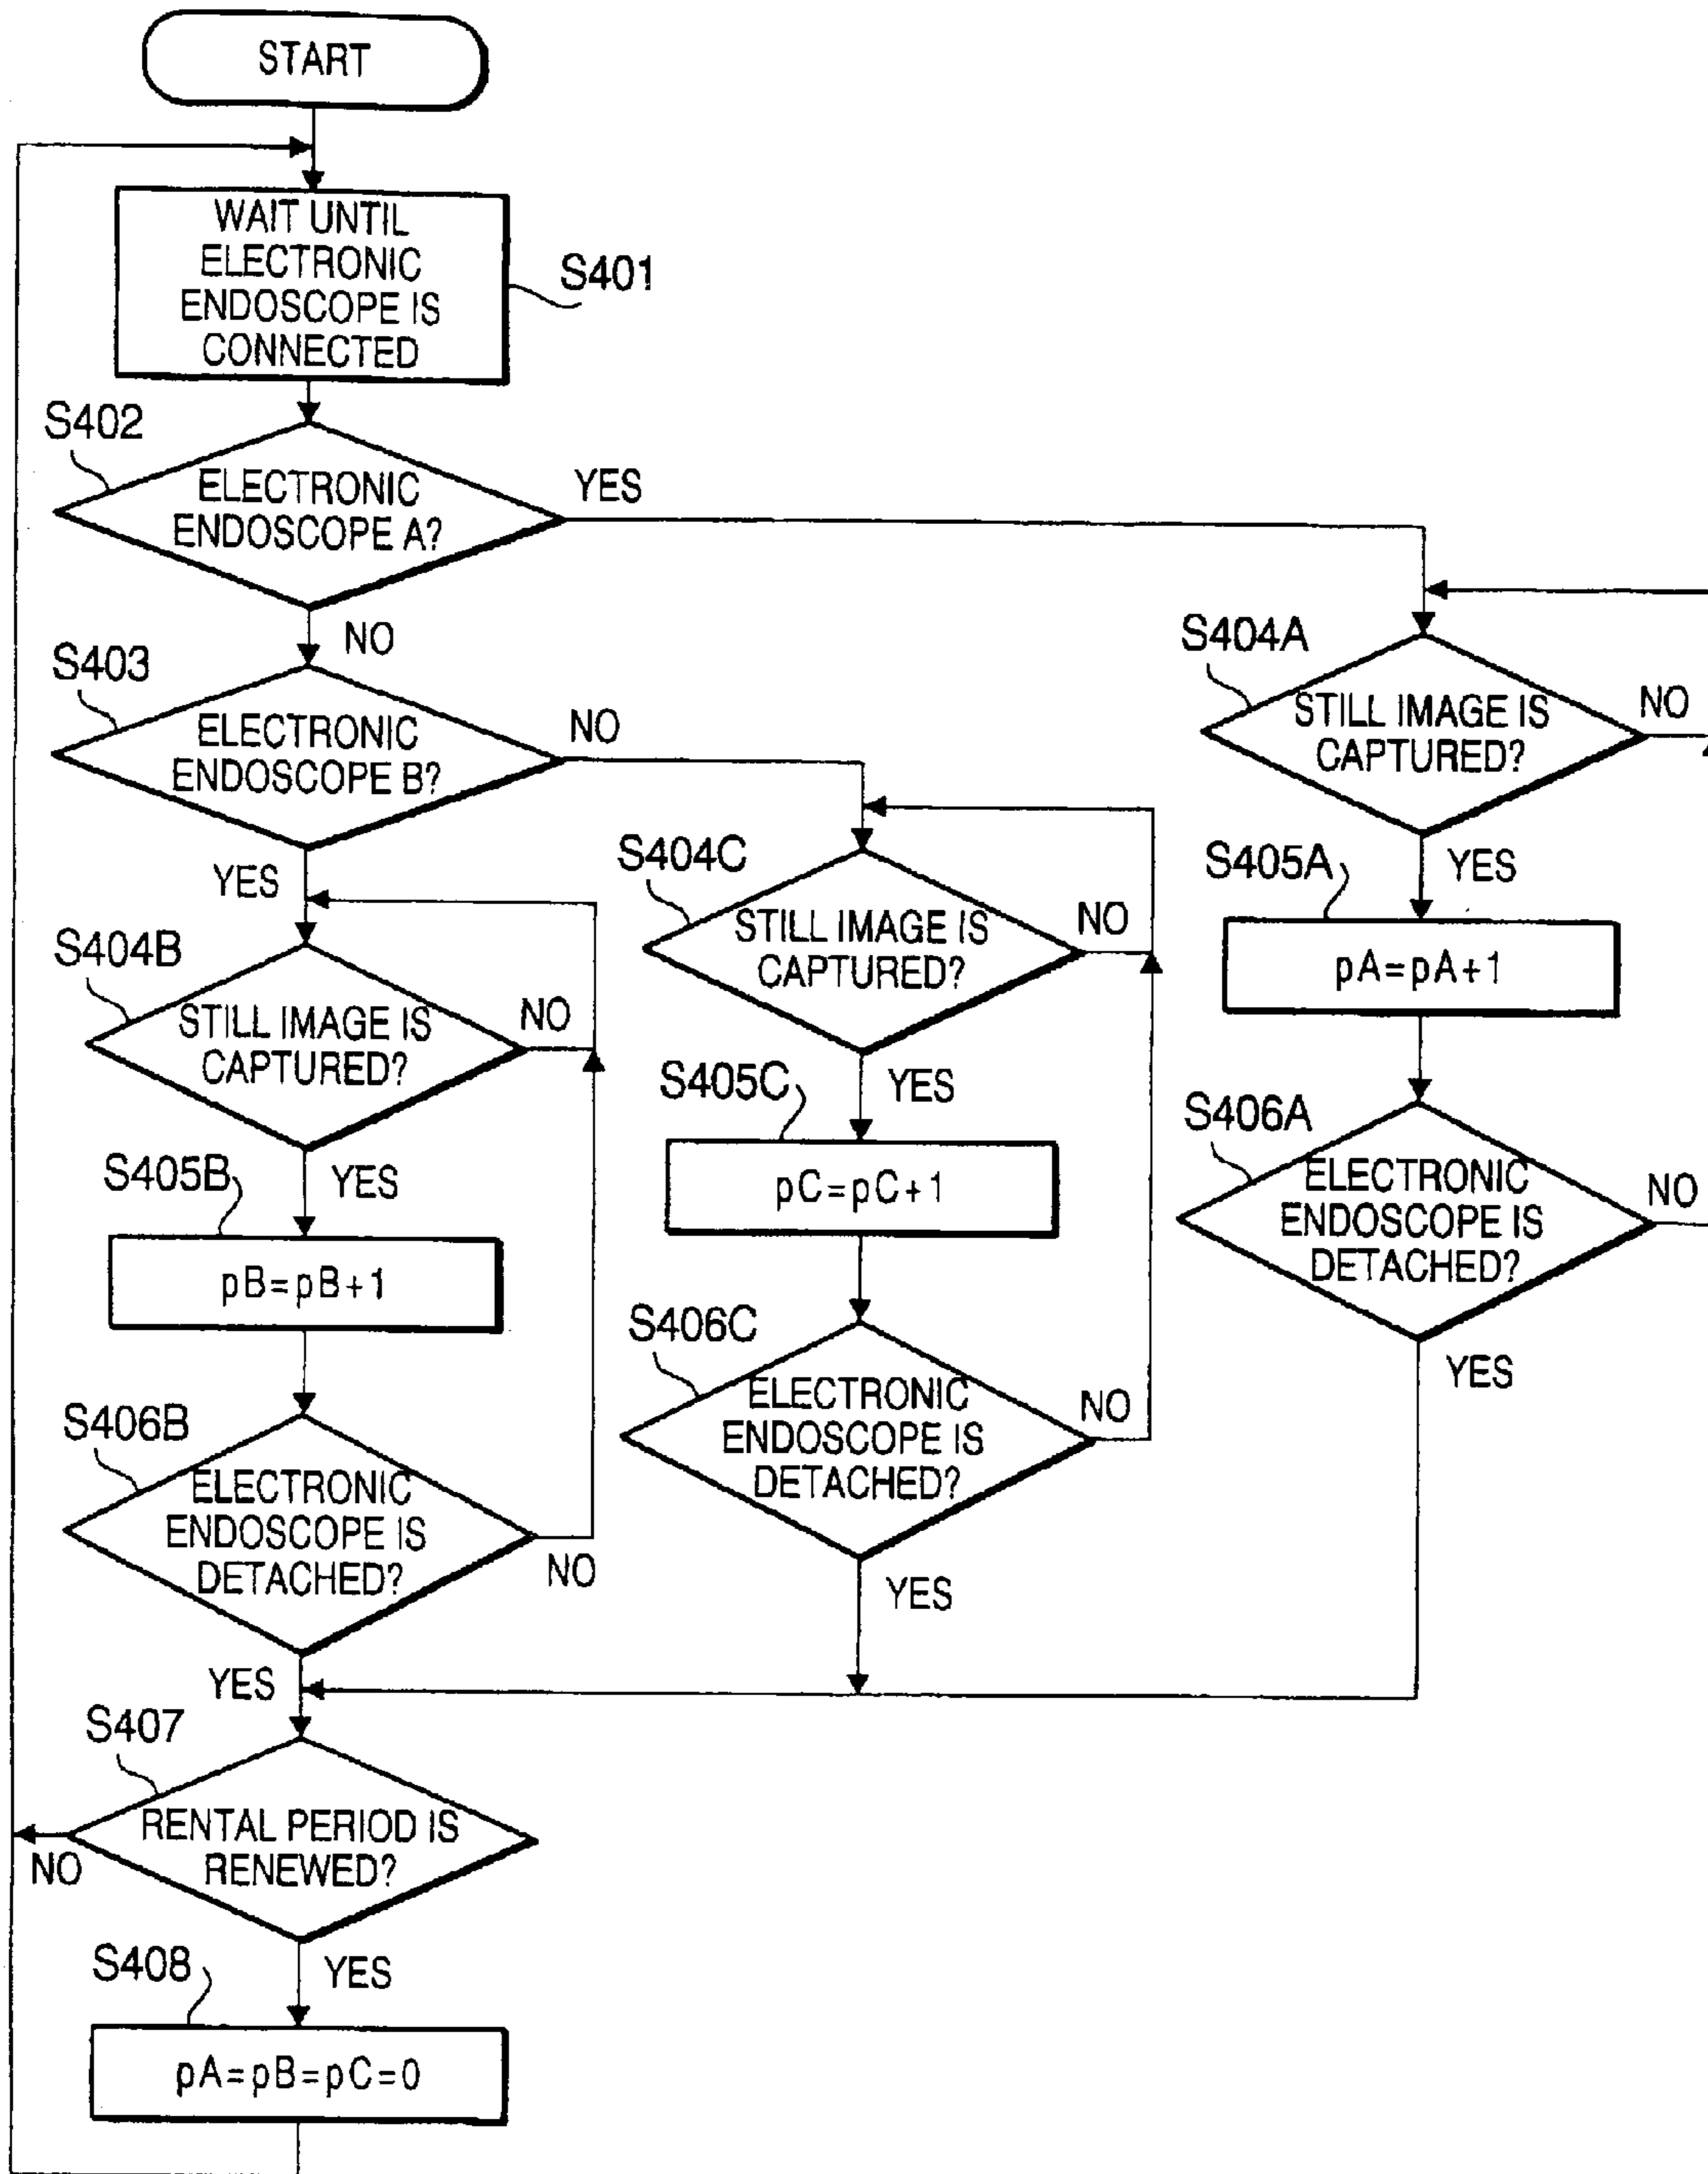 START
WAIT UNTIL
ELECTRONIC
ENDOSCOPE IS
CONNECTED
S401
S402
ELECTRONIC
ENDOSCOPE A?
YES
NO
S403
ELECTRONIC
ENDOSCOPE B?
NO
YES
S404A
STILL IMAGE IS
CAPTURED?
NO
YES
S405A
pA=pA+1
S406A
ELECTRONIC
ENDOSCOPE IS
DETACHED?
NO
YES
S404C
STILL IMAGE IS
CAPTURED?
NO
YES
S405C
pC=pC+1
S406C
ELECTRONIC
ENDOSCOPE IS
DETACHED?
NO
YES
S404B
STILL IMAGE IS
CAPTURED?
NO
YES
S405B
pB=pB+1
S406B
ELECTRONIC
ENDOSCOPE IS
DETACHED?
NO
YES
S407
RENTAL PERIOD IS
RENEWED?
NO
YES
S408
pA=pB=pC=0